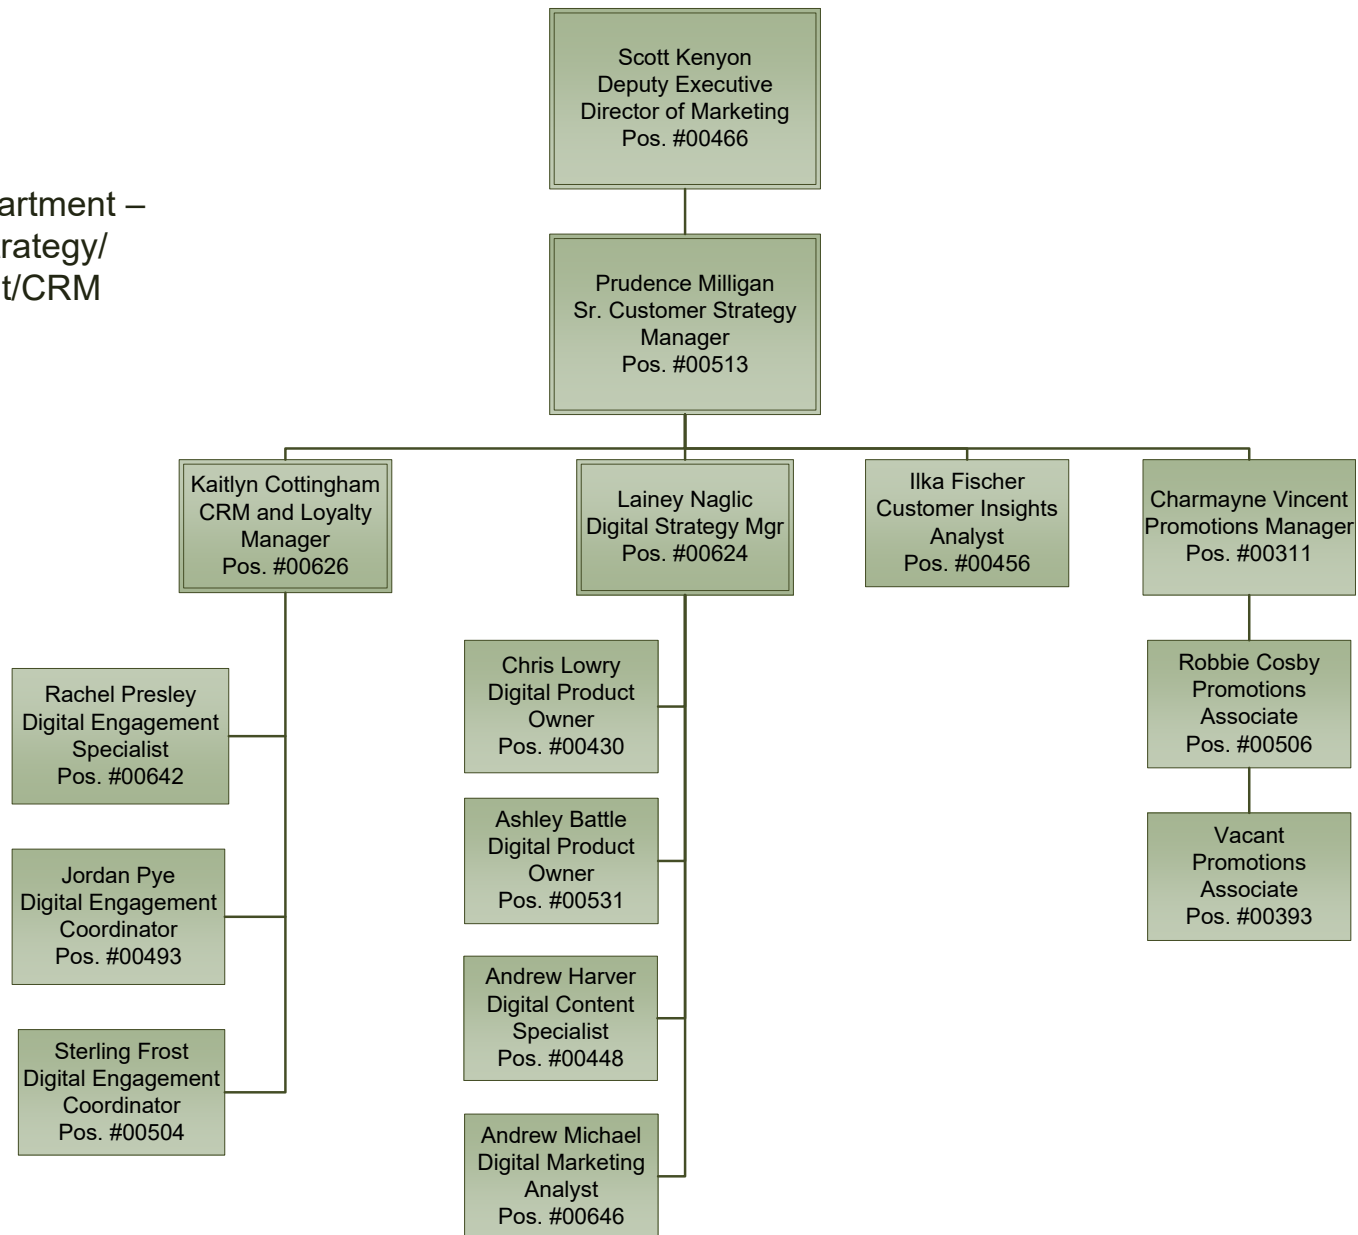 Scott Kenyon
Deputy Executive
Director of Marketing
Pos. #00466
artment –
rategy/
t/CRM
Prudence Milligan
Sr. Customer Strategy
Manager
Pos. #00513
Kaitlyn Cottingham
CRM and Loyalty
Manager
Pos. #00626
Lainey Naglic
Digital Strategy Mgr
Pos. #00624
Ilka Fischer
Customer Insights
Analyst
Pos. #00456
Charmayne Vincent
Promotions Manager
Pos. #00311
Rachel Presley
Digital Engagement
Specialist
Pos. #00642
Jordan Pye
Digital Engagement
Coordinator
Pos. #00493
Sterling Frost
Digital Engagement
Coordinator
Pos. #00504
Chris Lowry
Digital Product
Owner
Pos. #00430
Ashley Battle
Digital Product
Owner
Pos. #00531
Andrew Harver
Digital Content
Specialist
Pos. #00448
Andrew Michael
Digital Marketing
Analyst
Pos. #00646
Robbie Cosby
Promotions
Associate
Pos. #00506
Vacant
Promotions
Associate
Pos. #00393